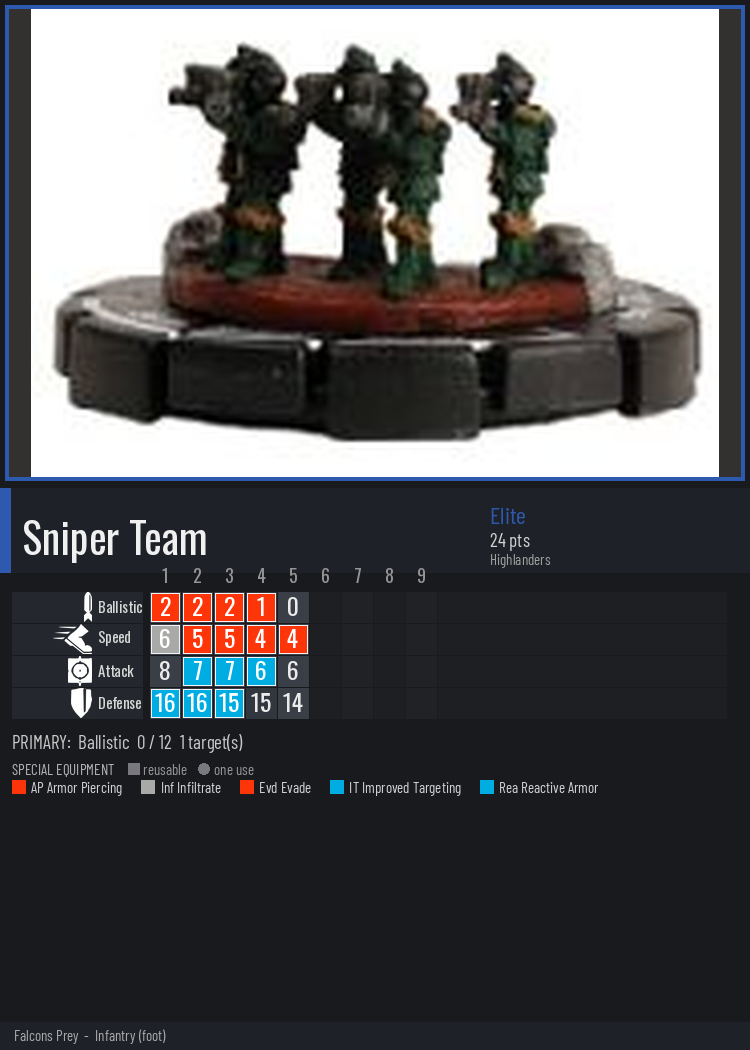 Sniper Team
Elite
24 pts
Highlanders
1 2 3 4 5 6 7 8 9
Ballistic 2 2 2 1 0
Speed 6 5 5 4 4
Attack 8 7 7 6 6
Defense 16 16 15 15 14
PRIMARY: Ballistic 0 / 12 1 target(s)
SPECIAL EQUIPMENT reusable one use
AP Armor Piercing Inf Infiltrate Evd Evade IT Improved Targeting Rea Reactive Armor
Falcons Prey - Infantry (foot)